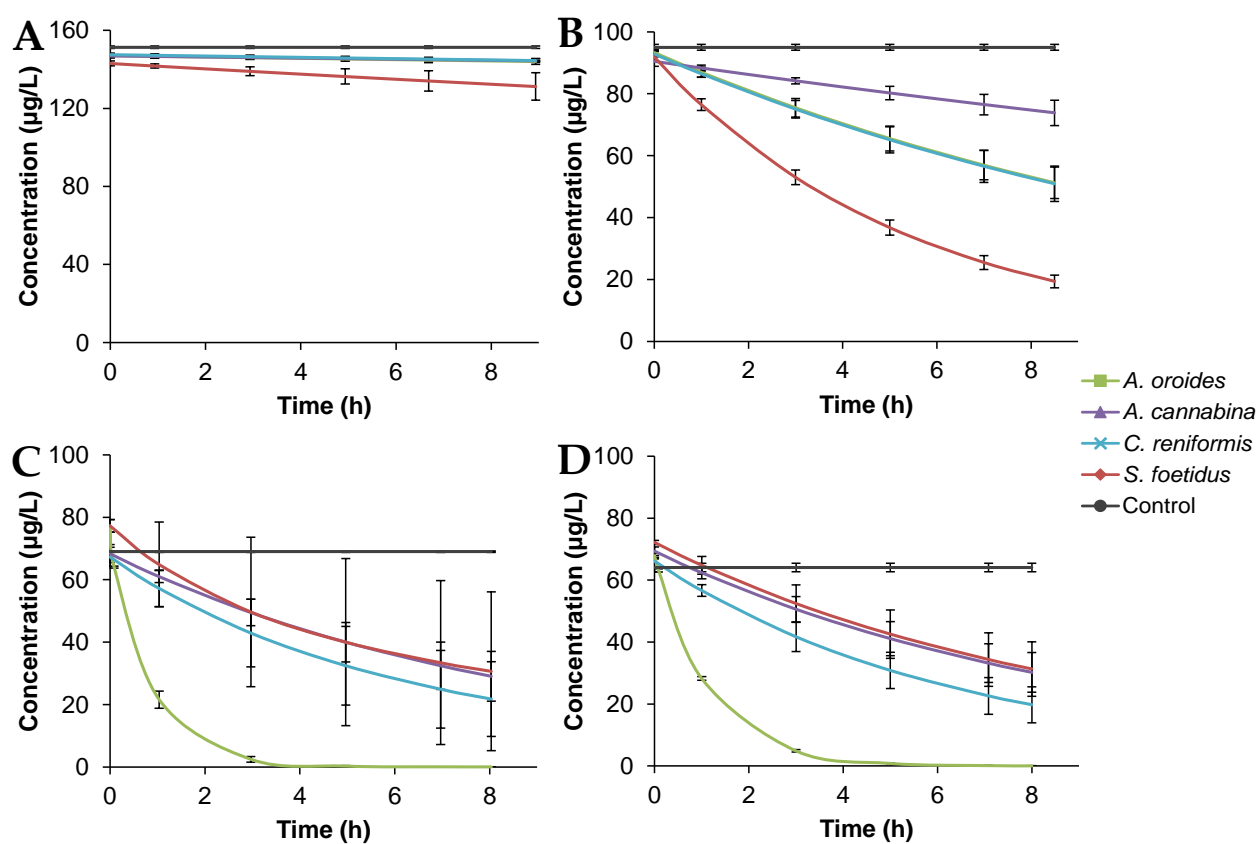 A
Concentration (µg/L)
160
120
80
40
0
0 2 4 6 8
Time (h)
B
Concentration (µg/L)
100
80
60
40
20
0
0 2 4 6 8
Time (h)
C
Concentration (µg/L)
100
80
60
40
20
0
0 2 4 6 8
Time (h)
D
Concentration (µg/L)
100
80
60
40
20
0
0 2 4 6 8
Time (h)
A. oroides
A. cannabina
C. reniformis
S. foetidus
Control